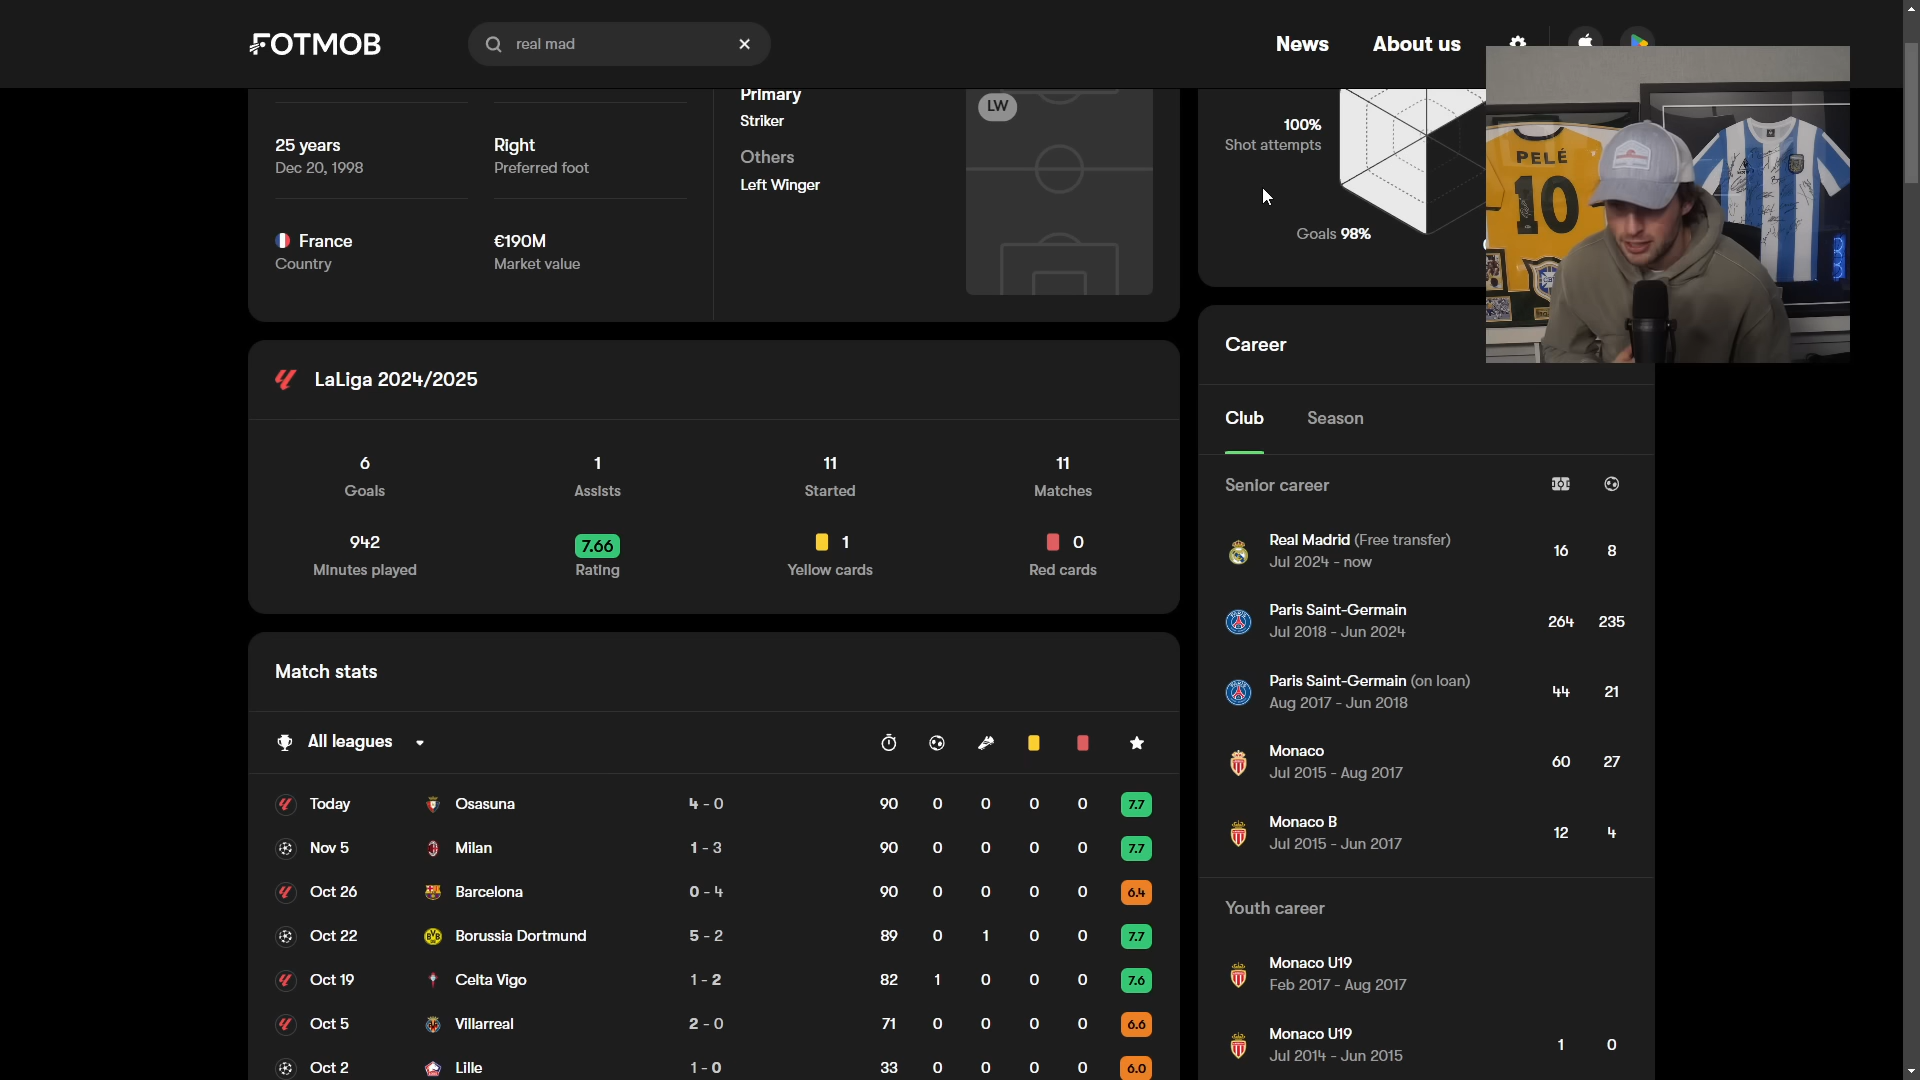 FOTMOB
real mad
News
About us
Primary
Striker
Others
Left Winger
LW
25 years
Dec 20, 1998
Right
Preferred foot
France
Country
€190M
Market value
100%
Shot attempts
Goals 98%
PELÉ
10
LaLiga 2024/2025
6
Goals
1
Assists
11
Started
11
Matches
942
Minutes played
7.66
Rating
1
Yellow cards
0
Red cards
Match stats
All leagues
Today Osasuna 4 - 0 90 0 0 0 0 7.7
Nov 5 Milan 1 - 3 90 0 0 0 0 7.7
Oct 26 Barcelona 0 - 4 90 0 0 0 0 6.4
Oct 22 Borussia Dortmund 5 - 2 89 0 1 0 0 7.7
Oct 19 Celta Vigo 1 - 2 82 1 0 0 0 7.6
Oct 5 Villarreal 2 - 0 71 0 0 0 0 6.6
Oct 2 Lille 1 - 0 33 0 0 0 0 6.0
Career
Club Season
Senior career
Real Madrid (Free transfer) 16 8
Jul 2024 - now
Paris Saint-Germain 264 235
Jul 2018 - Jun 2024
Paris Saint-Germain (on loan) 44 21
Aug 2017 - Jun 2018
Monaco 60 27
Jul 2015 - Aug 2017
Monaco B 12 4
Jul 2015 - Jun 2017
Youth career
Monaco U19
Feb 2017 - Aug 2017
Monaco U19 1 0
Jul 2014 - Jun 2015